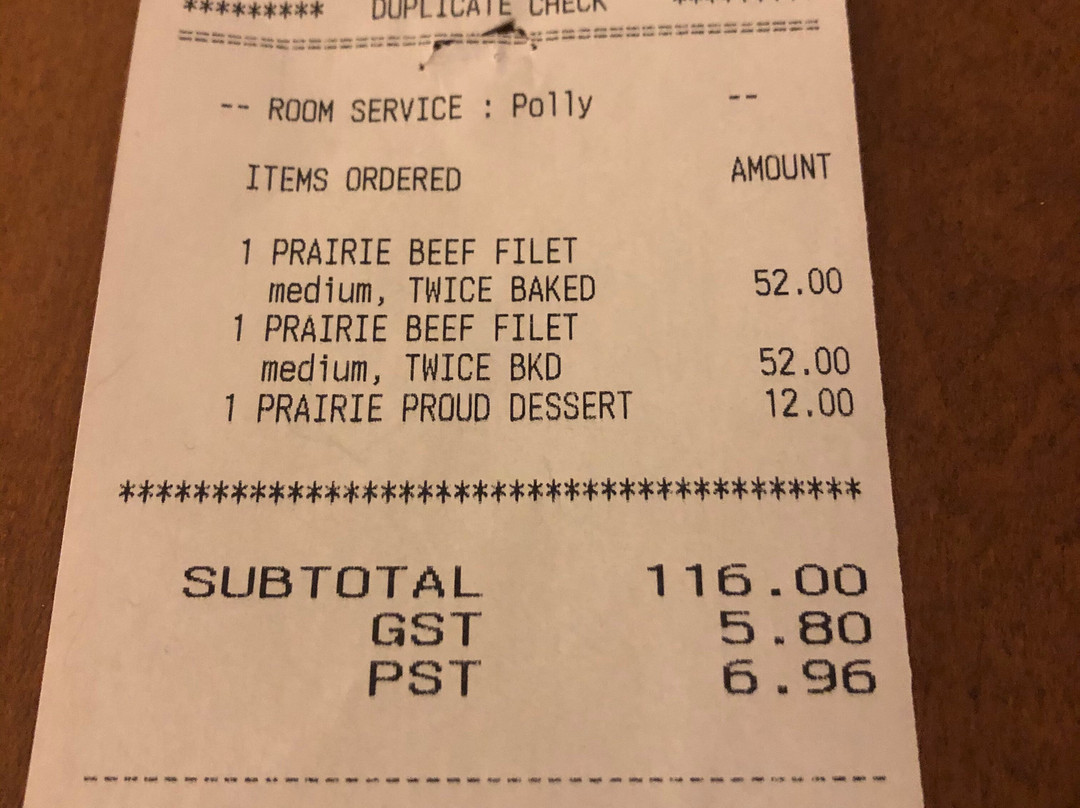 ********* DUPLICATE CHECK *********
==========================================
-- ROOM SERVICE : Polly --
ITEMS ORDERED AMOUNT
1 PRAIRIE BEEF FILET
medium, TWICE BAKED 52.00
1 PRAIRIE BEEF FILET
medium, TWICE BKD 52.00
1 PRAIRIE PROUD DESSERT 12.00
****************************************
SUBTOTAL 116.00
GST 5.80
PST 6.96
------------------------------------------